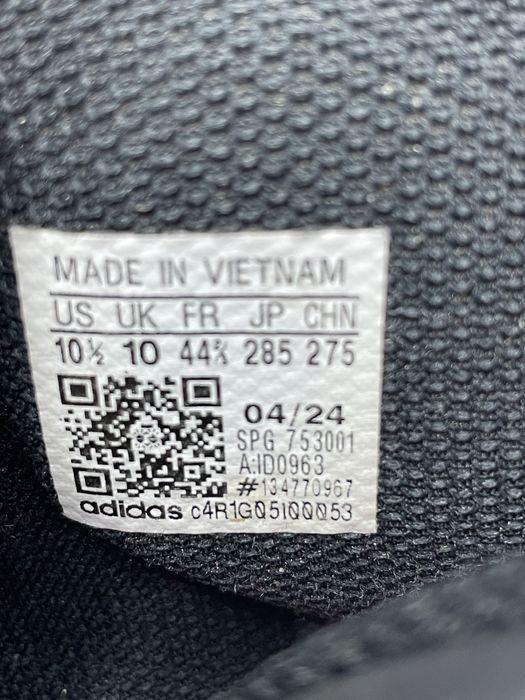 MADE IN VIETNAM
US UK FR JP CHN
10½ 10 44⅔ 285 275
04/24
SPG 753001
A:ID0963
#134770967
adidas c4R1G05I00053